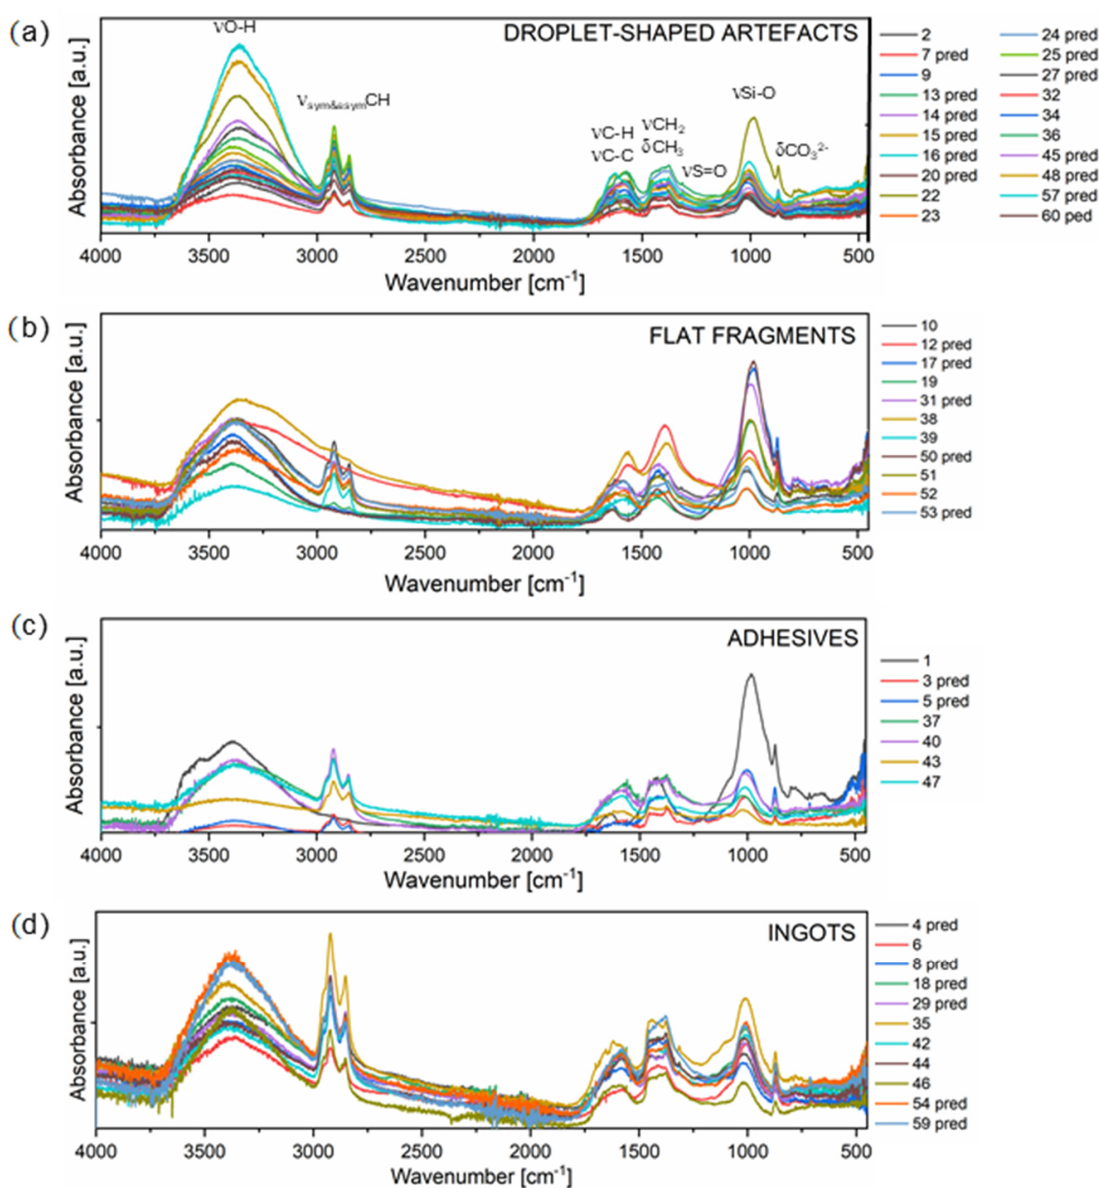 (a)
νO-H
DROPLET-SHAPED ARTEFACTS
νsym&asymCH
νC-H
νC-C
νCH2
δCH3
νS=O
νSi-O
δCO3²-
Absorbance [a.u.]
4000 3500 3000 2500 2000 1500 1000 500
Wavenumber [cm-1]
2
7 pred
9
13 pred
14 pred
15 pred
16 pred
20 pred
22
23
24 pred
25 pred
27 pred
32
34
36
45 pred
48 pred
57 pred
60 ped
(b)
FLAT FRAGMENTS
Absorbance [a.u.]
4000 3500 3000 2500 2000 1500 1000 500
Wavenumber [cm-1]
10
12 pred
17 pred
19
31 pred
38
39
50 pred
51
52
53 pred
(c)
ADHESIVES
Absorbance [a.u.]
4000 3500 3000 2500 2000 1500 1000 500
Wavenumber [cm-1]
1
3 pred
5 pred
37
40
43
47
(d)
INGOTS
Absorbance [a.u.]
4000 3500 3000 2500 2000 1500 1000 500
Wavenumber [cm-1]
4 pred
6
8 pred
18 pred
29 pred
35
42
44
46
54 pred
59 pred